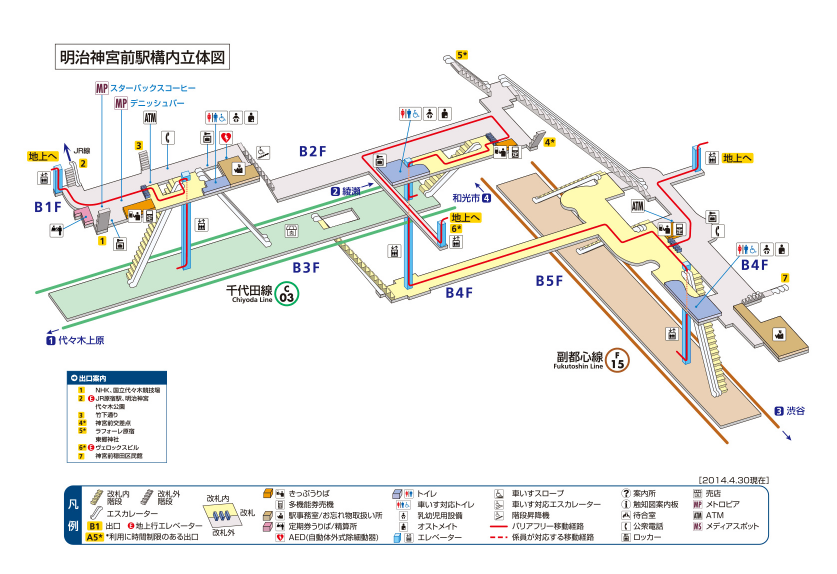 明治神宮前駅構内立体図
MP スターバックスコーヒー
MP デニッシュバー
ATM
JR線
地上へ
2
3
B1F
1
B2F
5*
4*
2 綾瀬
和光市 4
地上へ
6*
地上へ
ATM
B3F
千代田線
Chiyoda Line
C
03
B4F
B5F
B4F
7
1 代々木上原
副都心線
Fukutoshin Line
F
15
3 渋谷
出口案内
1 NHK、国立代々木競技場
2 E JR原宿駅、明治神宮
代々木公園
3 竹下通り
4* 神宮前交差点
5* ラフォーレ原宿
東郷神社
6* E ヴェロックスビル
7 神宮前穏田区民館
[2014.4.30現在]
凡例
改札内階段
改札外階段
エスカレーター
B1 出口 E 地上行エレベーター
A5* *利用に時間制限のある出口
改札内
改札
改札外
きっぷうりば
多機能券売機
駅事務室/お忘れ物取扱い所
定期券うりば/精算所
AED(自動体外式除細動器)
トイレ
車いす対応トイレ
乳幼児用設備
オストメイト
エレベーター
車いすスロープ
車いす対応エスカレーター
階段昇降機
バリアフリー移動経路
係員が対応する移動経路
? 案内所
触知図案内板
待合室
公衆電話
ロッカー
売店
MP メトロピア
ATM ATM
MS メディアスポット